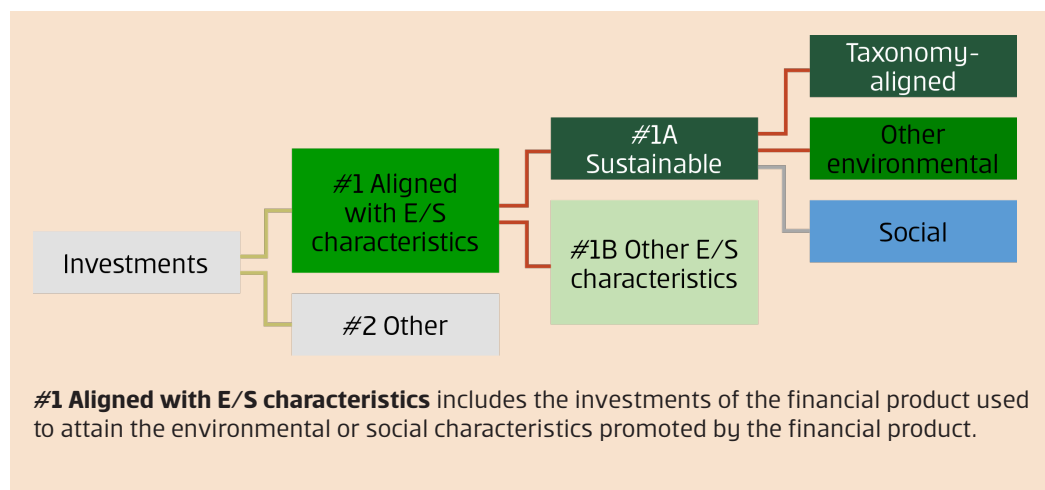 Taxonomy-
aligned
#1A
Sustainable
Other
environmental
#1 Aligned
with E/S
characteristics
#1B Other E/S
characteristics
Social
Investments
#2 Other
#1 Aligned with E/S characteristics includes the investments of the financial product used
to attain the environmental or social characteristics promoted by the financial product.